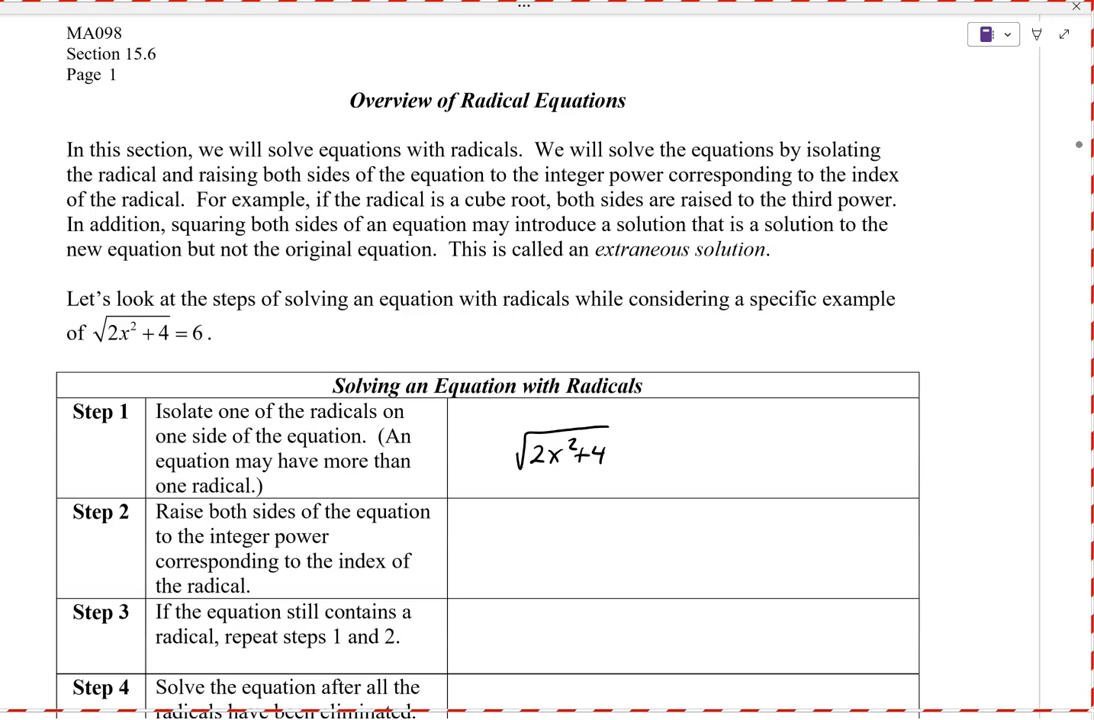 MA098
Section 15.6
Page 1
Overview of Radical Equations
In this section, we will solve equations with radicals. We will solve the equations by isolating
the radical and raising both sides of the equation to the integer power corresponding to the index
of the radical. For example, if the radical is a cube root, both sides are raised to the third power.
In addition, squaring both sides of an equation may introduce a solution that is a solution to the
new equation but not the original equation. This is called an extraneous solution.
Let’s look at the steps of solving an equation with radicals while considering a specific example
of √(2x² + 4) = 6 .
Solving an Equation with Radicals
Step 1
Isolate one of the radicals on
one side of the equation. (An
equation may have more than
one radical.)
√(2x²+4)
Step 2
Raise both sides of the equation
to the integer power
corresponding to the index of
the radical.
Step 3
If the equation still contains a
radical, repeat steps 1 and 2.
Step 4
Solve the equation after all the
radicals have been eliminated.